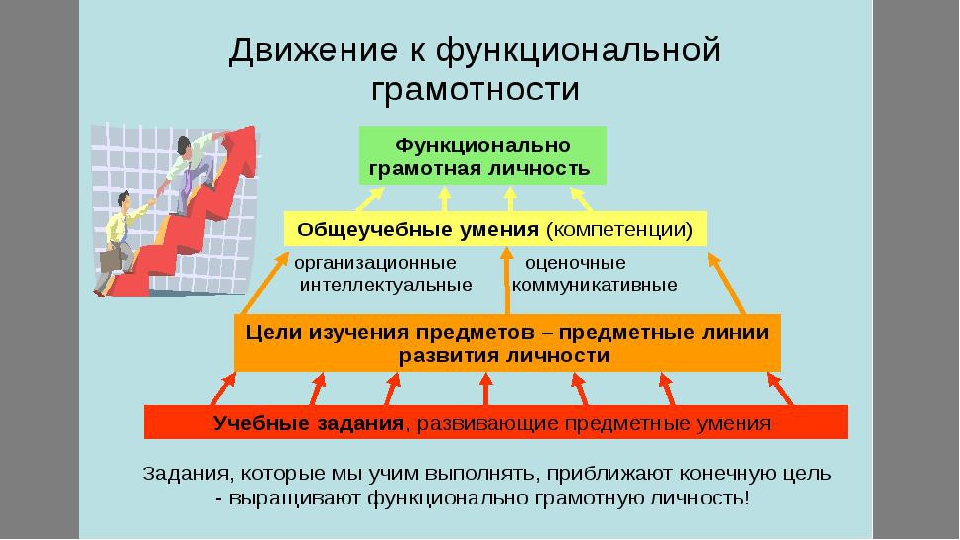 Движение к функциональной
грамотности
Функционально
грамотная личность
Общеучебные умения (компетенции)
организационные оценочные
интеллектуальные коммуникативные
Цели изучения предметов – предметные линии
развития личности
Учебные задания, развивающие предметные умения
Задания, которые мы учим выполнять, приближают конечную цель
- выращивают функционально грамотную личность!